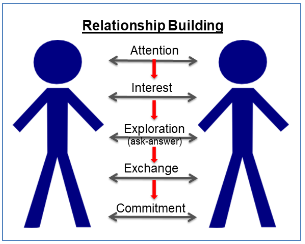 Relationship Building
Attention
Interest
Exploration
(ask-answer)
Exchange
Commitment